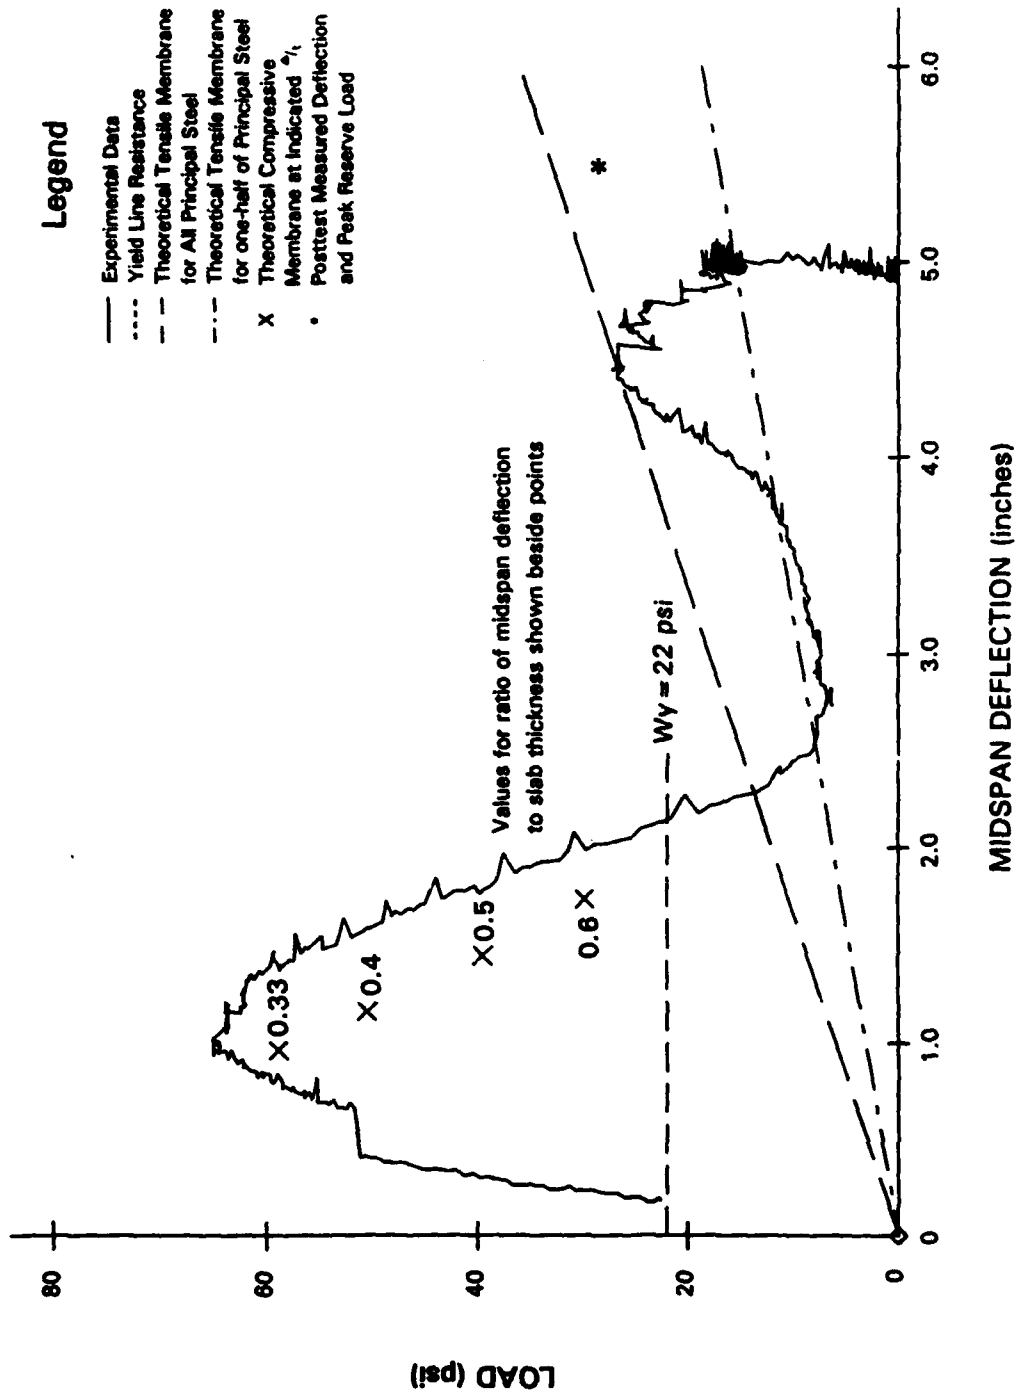 Legend
Experimental Data
Yield Line Resistance
Theoretical Tensile Membrane
for All Principal Steel
Theoretical Tensile Membrane
for one-half of Principal Steel
X Theoretical Compressive
Membrane at Indicated Δ/t
* Posttest Measured Deflection
and Peak Reserve Load
80
60
40
20
0
LOAD (psi)
X0.33
X0.4
X0.5
0.6X
Values for ratio of midspan deflection
to slab thickness shown beside points
Wy = 22 psi
*
0
1.0
2.0
3.0
4.0
5.0
6.0
MIDSPAN DEFLECTION (inches)